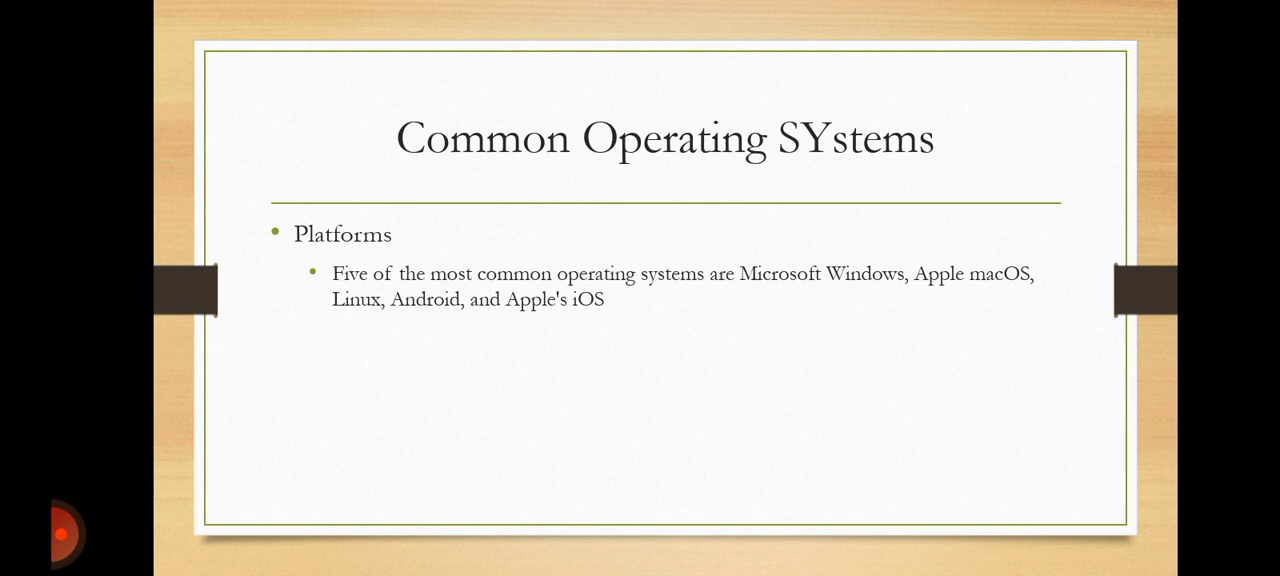 Common Operating SYstems
Platforms
Five of the most common operating systems are Microsoft Windows, Apple macOS,
Linux, Android, and Apple's iOS